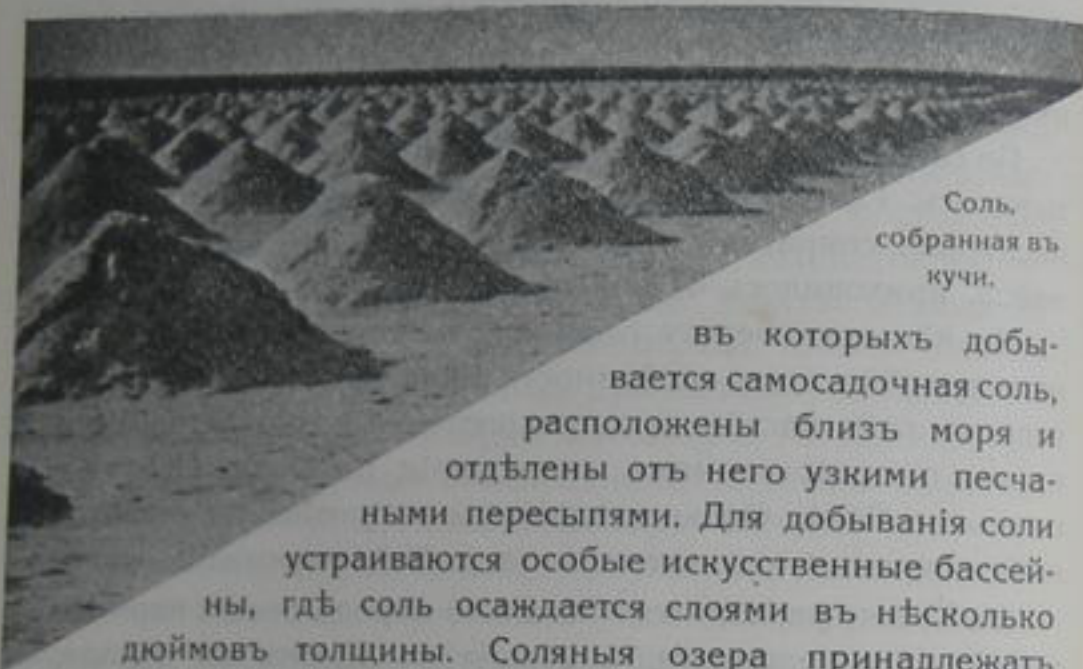 Соль,
собранная въ
кучи.
въ которыхъ добы-
вается самосадочная соль,
расположены близъ моря и
отдѣлены отъ него узкими песча-
ными пересыпями. Для добыванія соли
устраиваются особые искусственные бассей-
ны, гдѣ соль осаждается слоями въ нѣсколько
дюймовъ толщины. Соляныя озера принадлежатъ